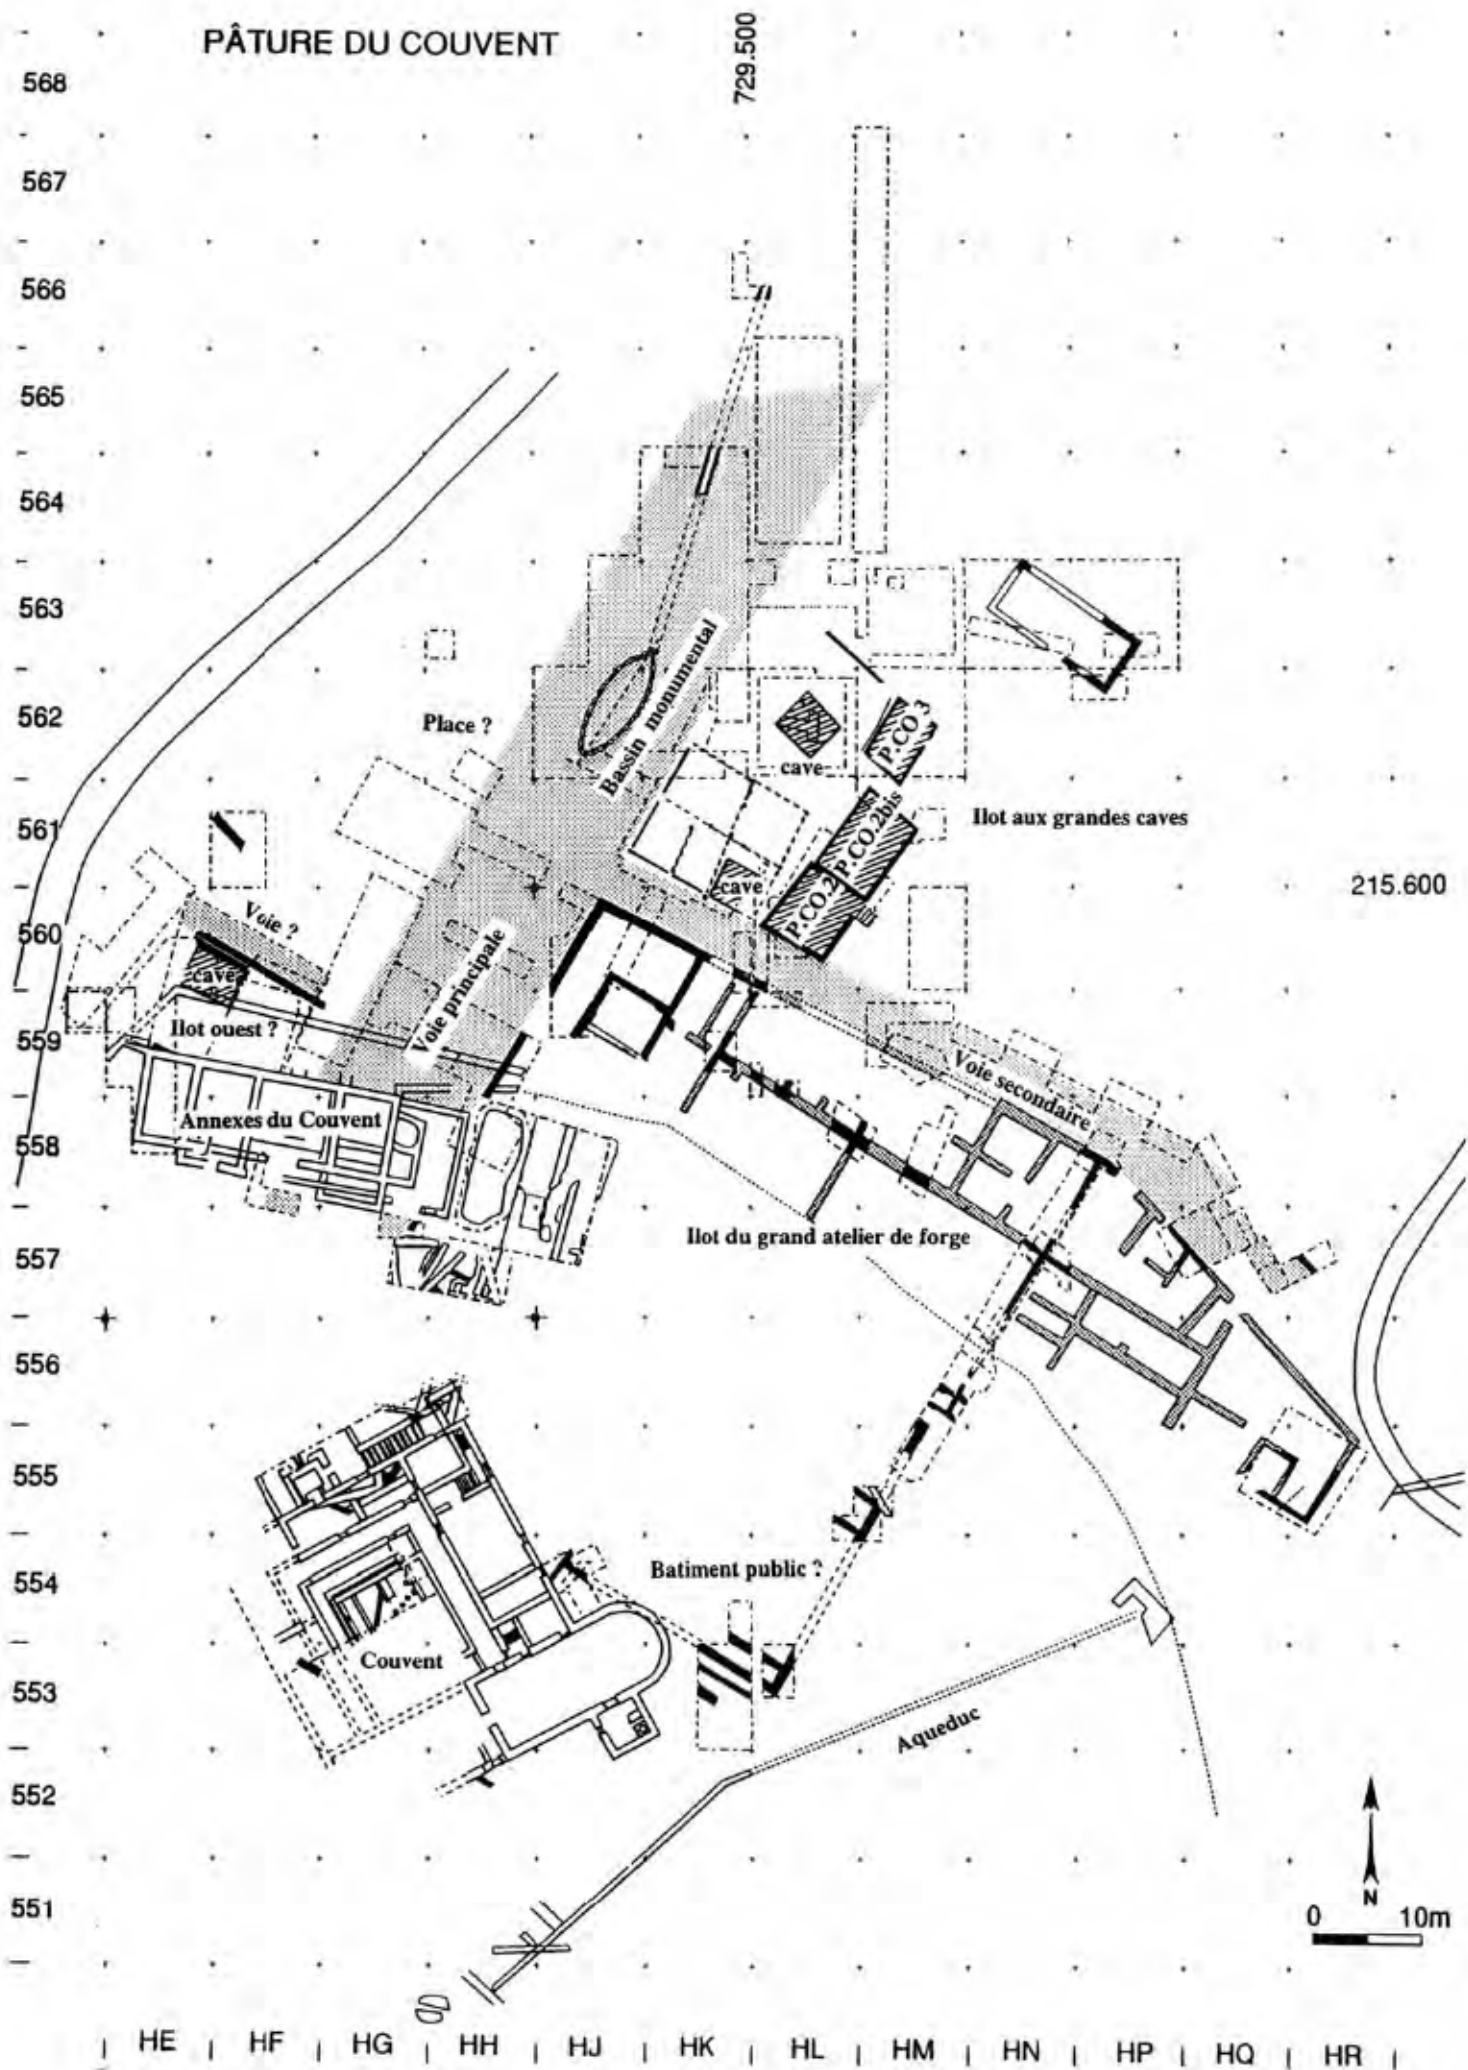 PÂTURE DU COUVENT
729.500
568
567
566
565
564
563
562
561
560
559
558
557
556
555
554
553
552
551
Bassin monumental
Place ?
cave
P.CO.3
P.CO.2bis
Ilot aux grandes caves
cave
P.CO.2
215.600
Voie ?
cave
Voie principale
Ilot ouest ?
Voie secondaire
Annexes du Couvent
Ilot du grand atelier de forge
Batiment public ?
Couvent
Aqueduc
N
0 10m
HE HF HG HH HJ HK HL HM HN HP HQ HR